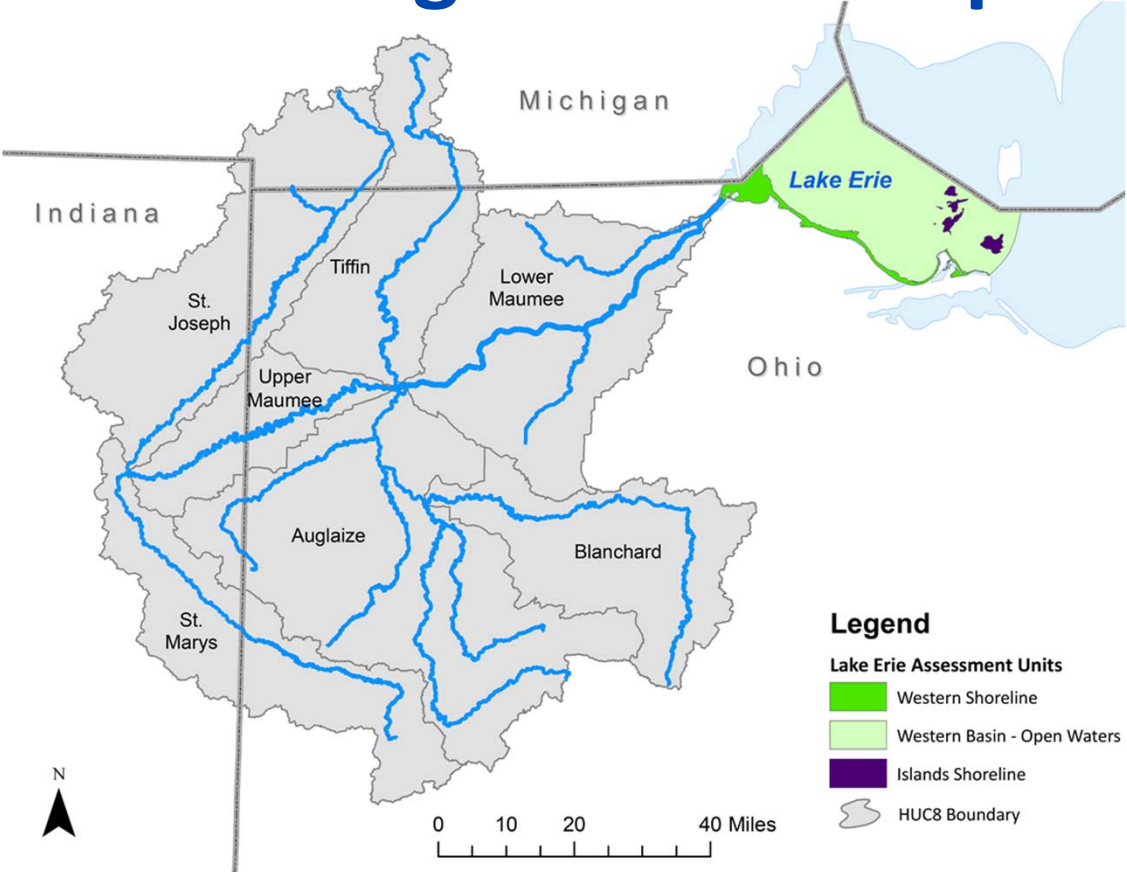 Michigan
Indiana
Lake Erie
Tiffin
Lower
Maumee
St.
Joseph
Ohio
Upper
Maumee
Auglaize
Blanchard
St.
Marys
Legend
Lake Erie Assessment Units
Western Shoreline
Western Basin - Open Waters
Islands Shoreline
HUC8 Boundary
N
0 10 20 40 Miles